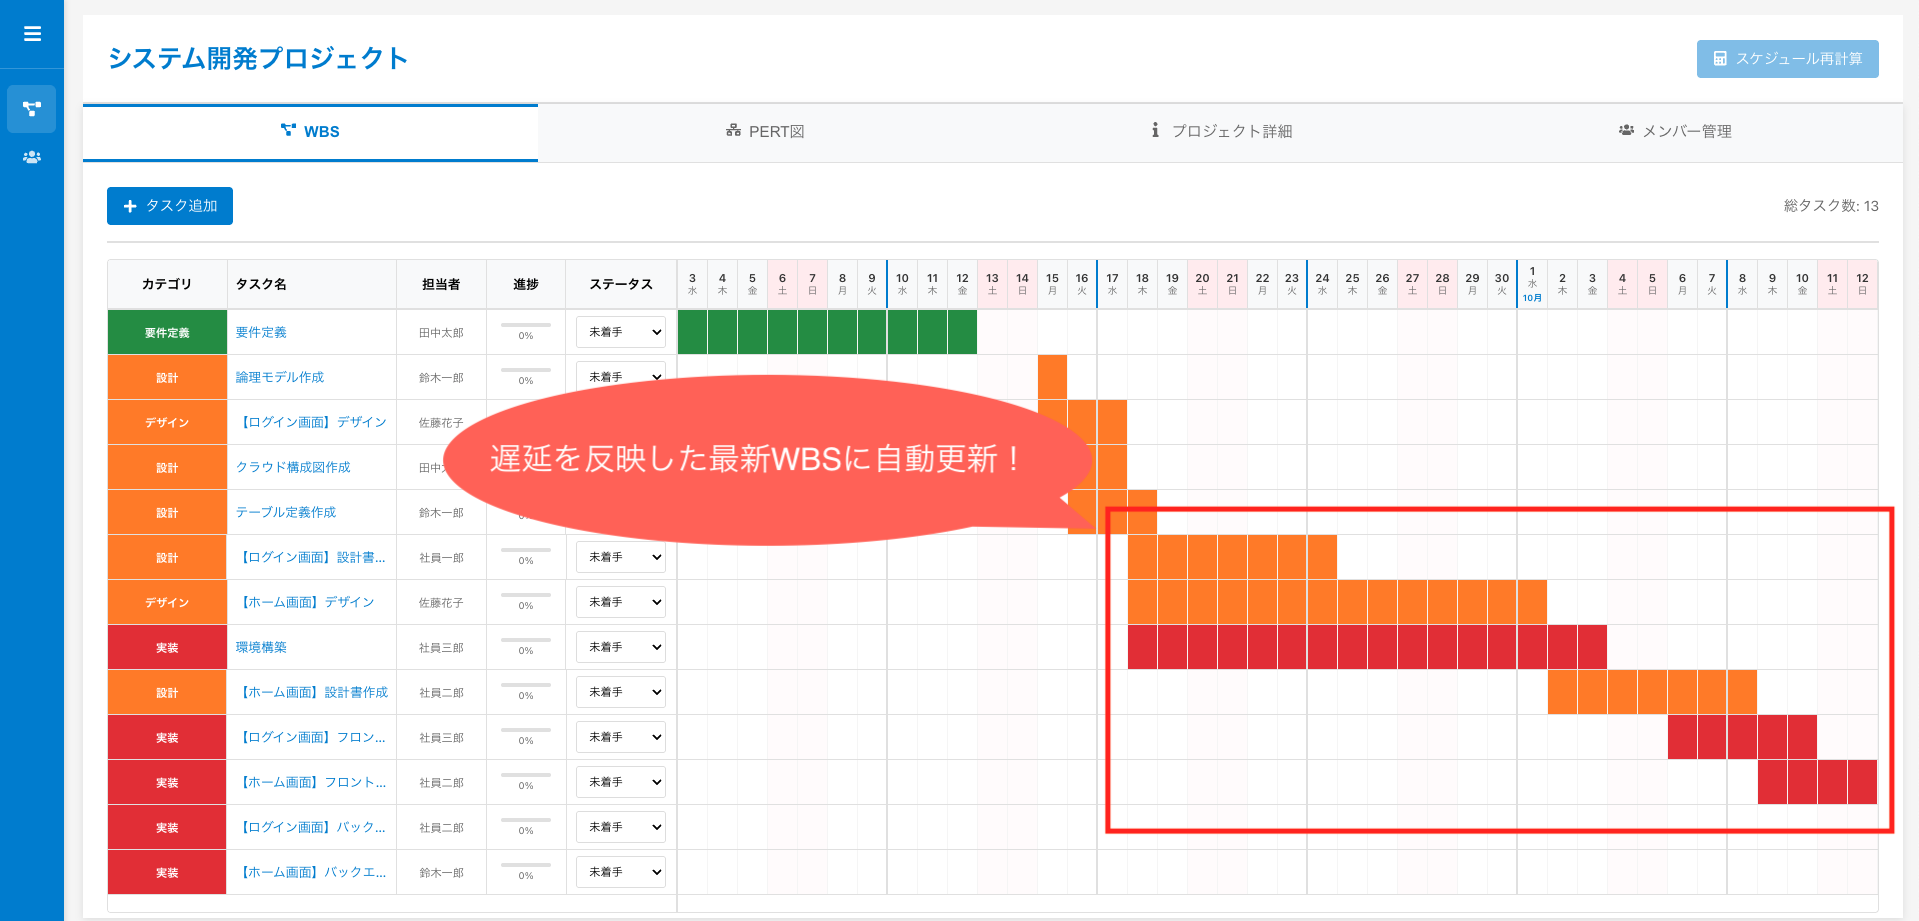 システム開発プロジェクト
スケジュール再計算
WBS
PERT図
プロジェクト詳細
メンバー管理
タスク追加
総タスク数: 13
カテゴリ タスク名 担当者 進捗 ステータス 3 4 5 6 7 8 9 10 11 12 13 14 15 16 17 18 19 20 21 22 23 24 25 26 27 28 29 30 1 2 3 4 5 6 7 8 9 10 11 12
水 木 金 土 日 月 火 水 木 金 土 日 月 火 水 木 金 土 日 月 火 水 木 金 土 日 月 火 水 木 金 土 日 月 火 水 木 金 土 日
10月
要件定義 要件定義 田中太郎 0% 未着手
設計 論理モデル作成 鈴木一郎 0% 未着手
デザイン 【ログイン画面】デザイン 佐藤花子
設計 クラウド構成図作成 田中
遅延を反映した最新WBSに自動更新！
設計 テーブル定義作成 鈴木一郎
設計 【ログイン画面】設計書... 社員一郎 0% 未着手
デザイン 【ホーム画面】デザイン 佐藤花子 0% 未着手
実装 環境構築 社員三郎 0% 未着手
設計 【ホーム画面】設計書作成 社員二郎 0% 未着手
実装 【ログイン画面】フロン... 社員三郎 0% 未着手
実装 【ホーム画面】フロント... 社員二郎 0% 未着手
実装 【ログイン画面】バック... 社員二郎 0% 未着手
実装 【ホーム画面】バックエ... 鈴木一郎 0% 未着手